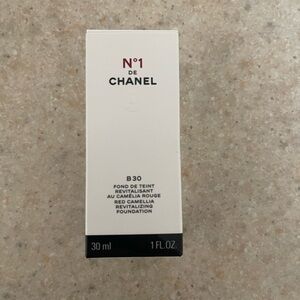 N°1
DE
CHANEL
B30
FOND DE TEINT
REVITALISANT
AU CAMÉLIA ROUGE
RED CAMELLIA
REVITALIZING
FOUNDATION
30 ml 1 FL.OZ.